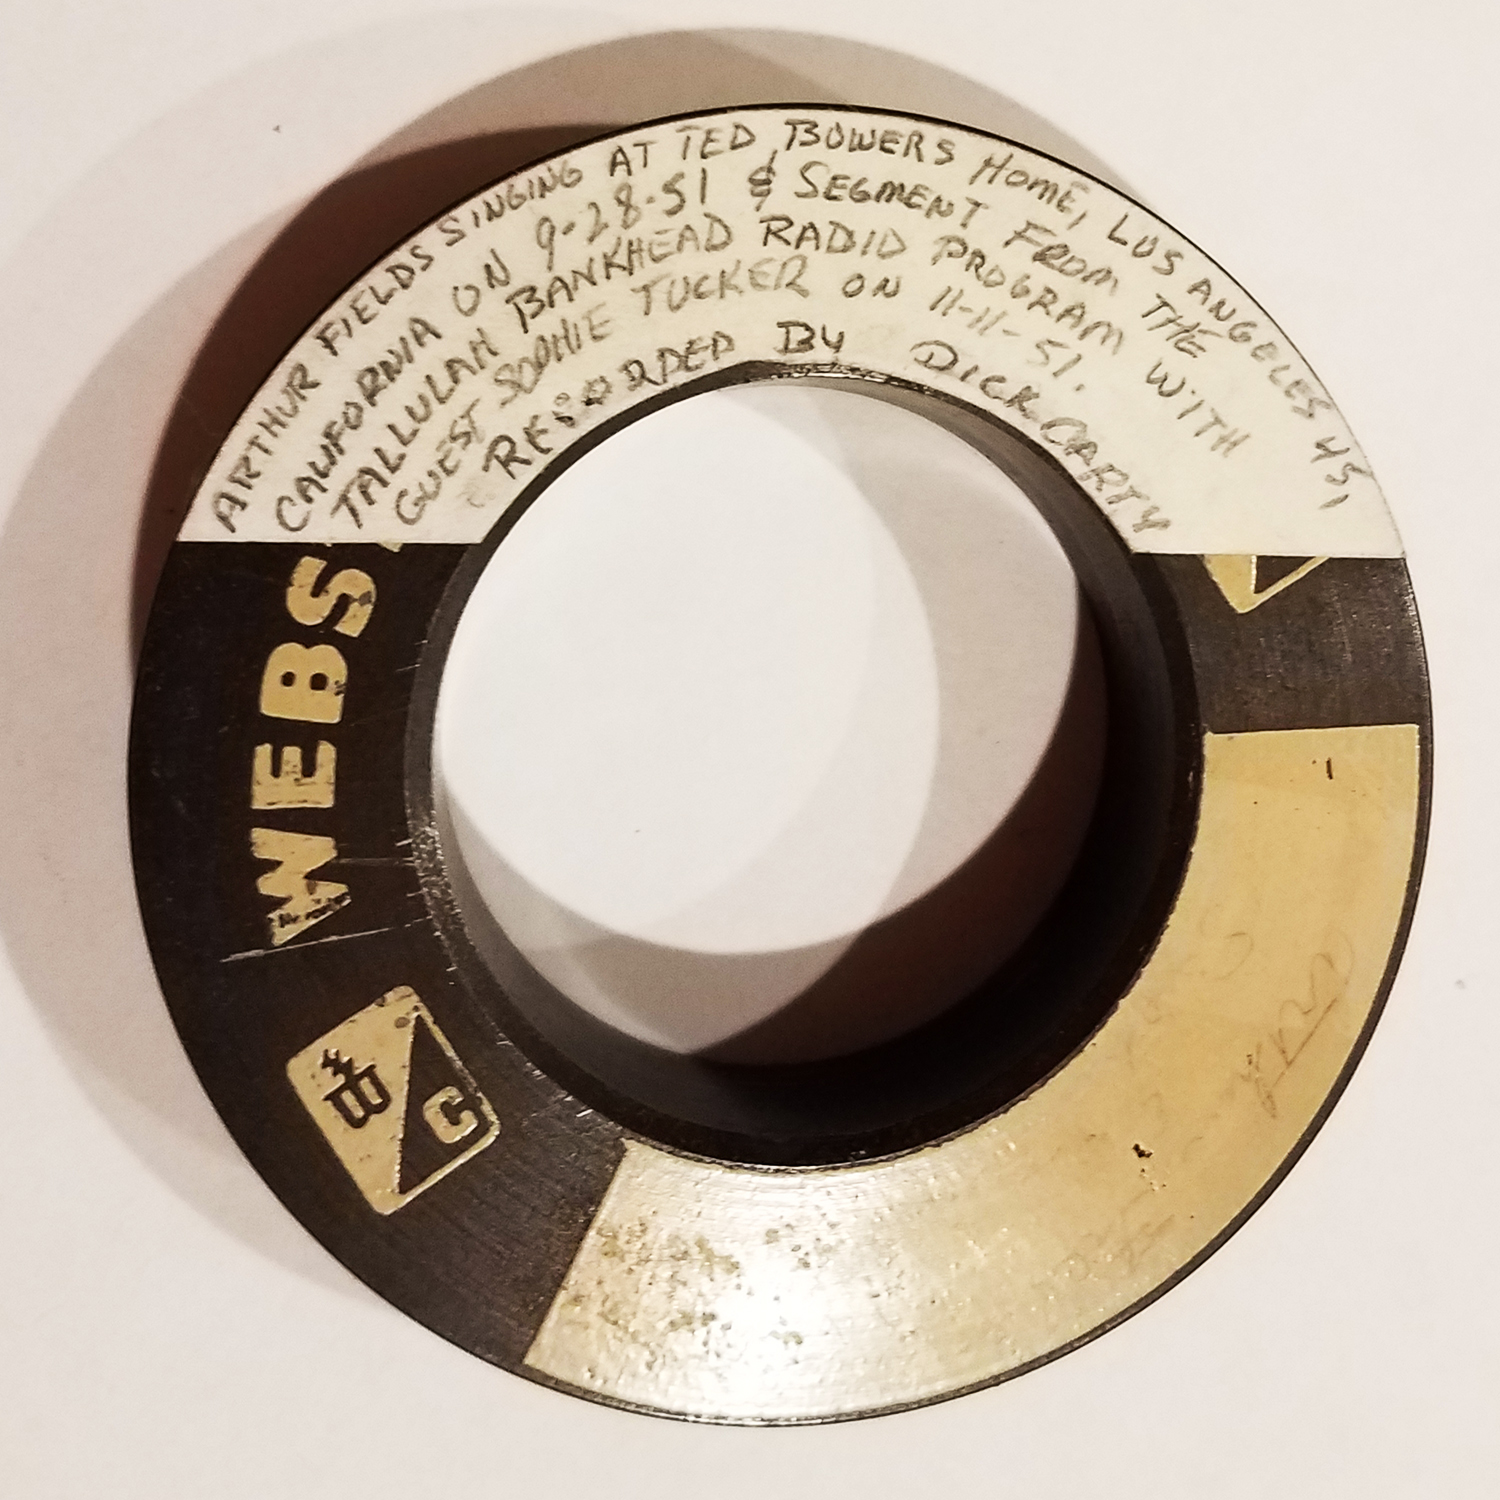 ARTHUR FIELDS SINGING AT TED BOWERS HOME, LOS ANGELES 45,
CALIFORNIA ON 9-28-51 & SEGMENT FROM THE
TALLULAH BANKHEAD RADIO PROGRAM WITH
GUEST SOPHIE TUCKER ON 11-11-51.
RECORDED BY DICK CARTY
WEBS
W
C